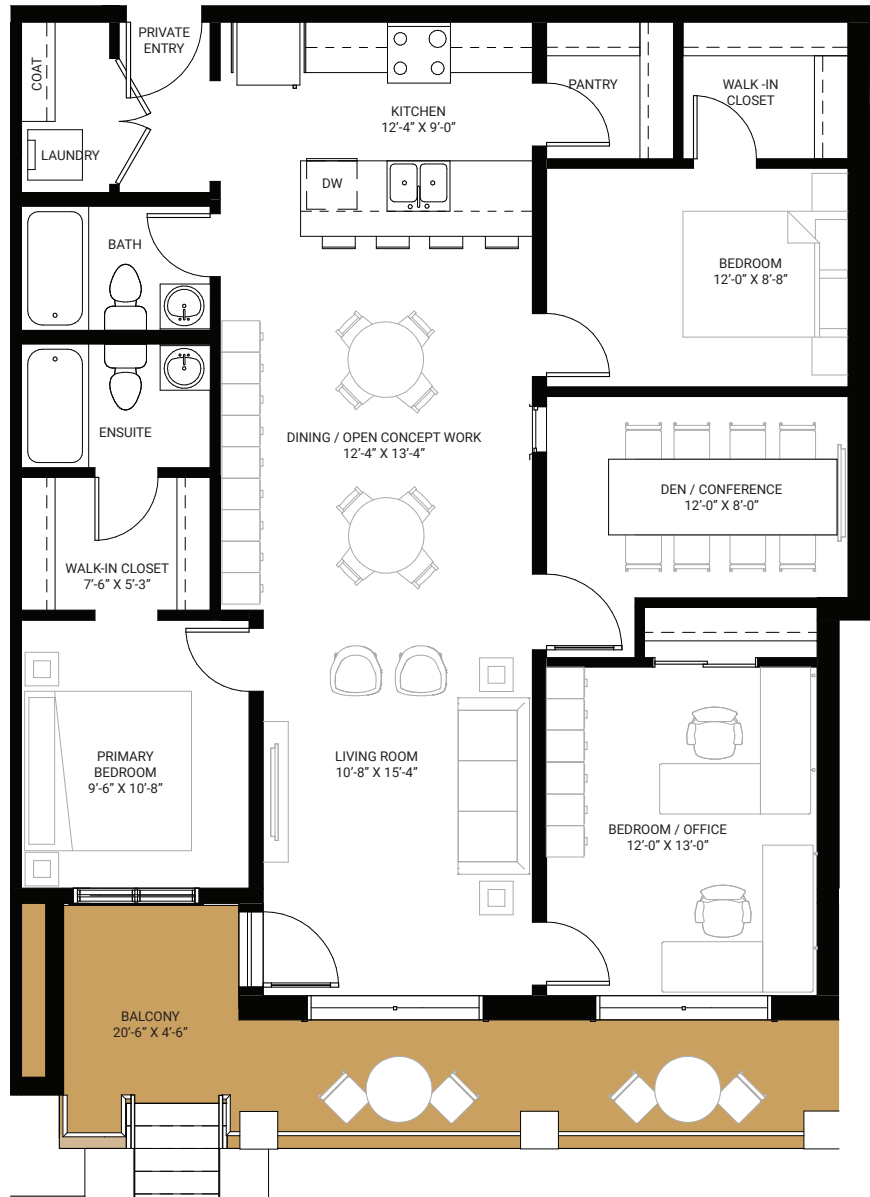 PRIVATE
ENTRY
COAT
LAUNDRY
KITCHEN
12’-4” X 9’-0”
PANTRY
WALK -IN
CLOSET
DW
BATH
BEDROOM
12’-0” X 8’-8”
ENSUITE
DINING / OPEN CONCEPT WORK
12’-4” X 13’-4”
DEN / CONFERENCE
12’-0” X 8’-0”
WALK-IN CLOSET
7’-6” X 5’-3”
PRIMARY
BEDROOM
9’-6” X 10’-8”
LIVING ROOM
10’-8” X 15’-4”
BEDROOM / OFFICE
12’-0” X 13’-0”
BALCONY
20’-6” X 4’-6”